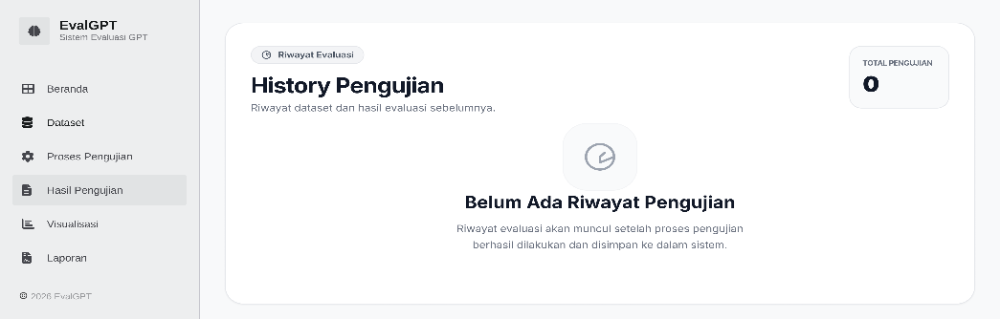 EvalGPT
Sistem Evaluasi GPT
Beranda
Dataset
Proses Pengujian
Hasil Pengujian
Visualisasi
Laporan
© 2026 EvalGPT
Riwayat Evaluasi
History Pengujian
Riwayat dataset dan hasil evaluasi sebelumnya.
TOTAL PENGUJIAN
0
Belum Ada Riwayat Pengujian
Riwayat evaluasi akan muncul setelah proses pengujian
berhasil dilakukan dan disimpan ke dalam sistem.